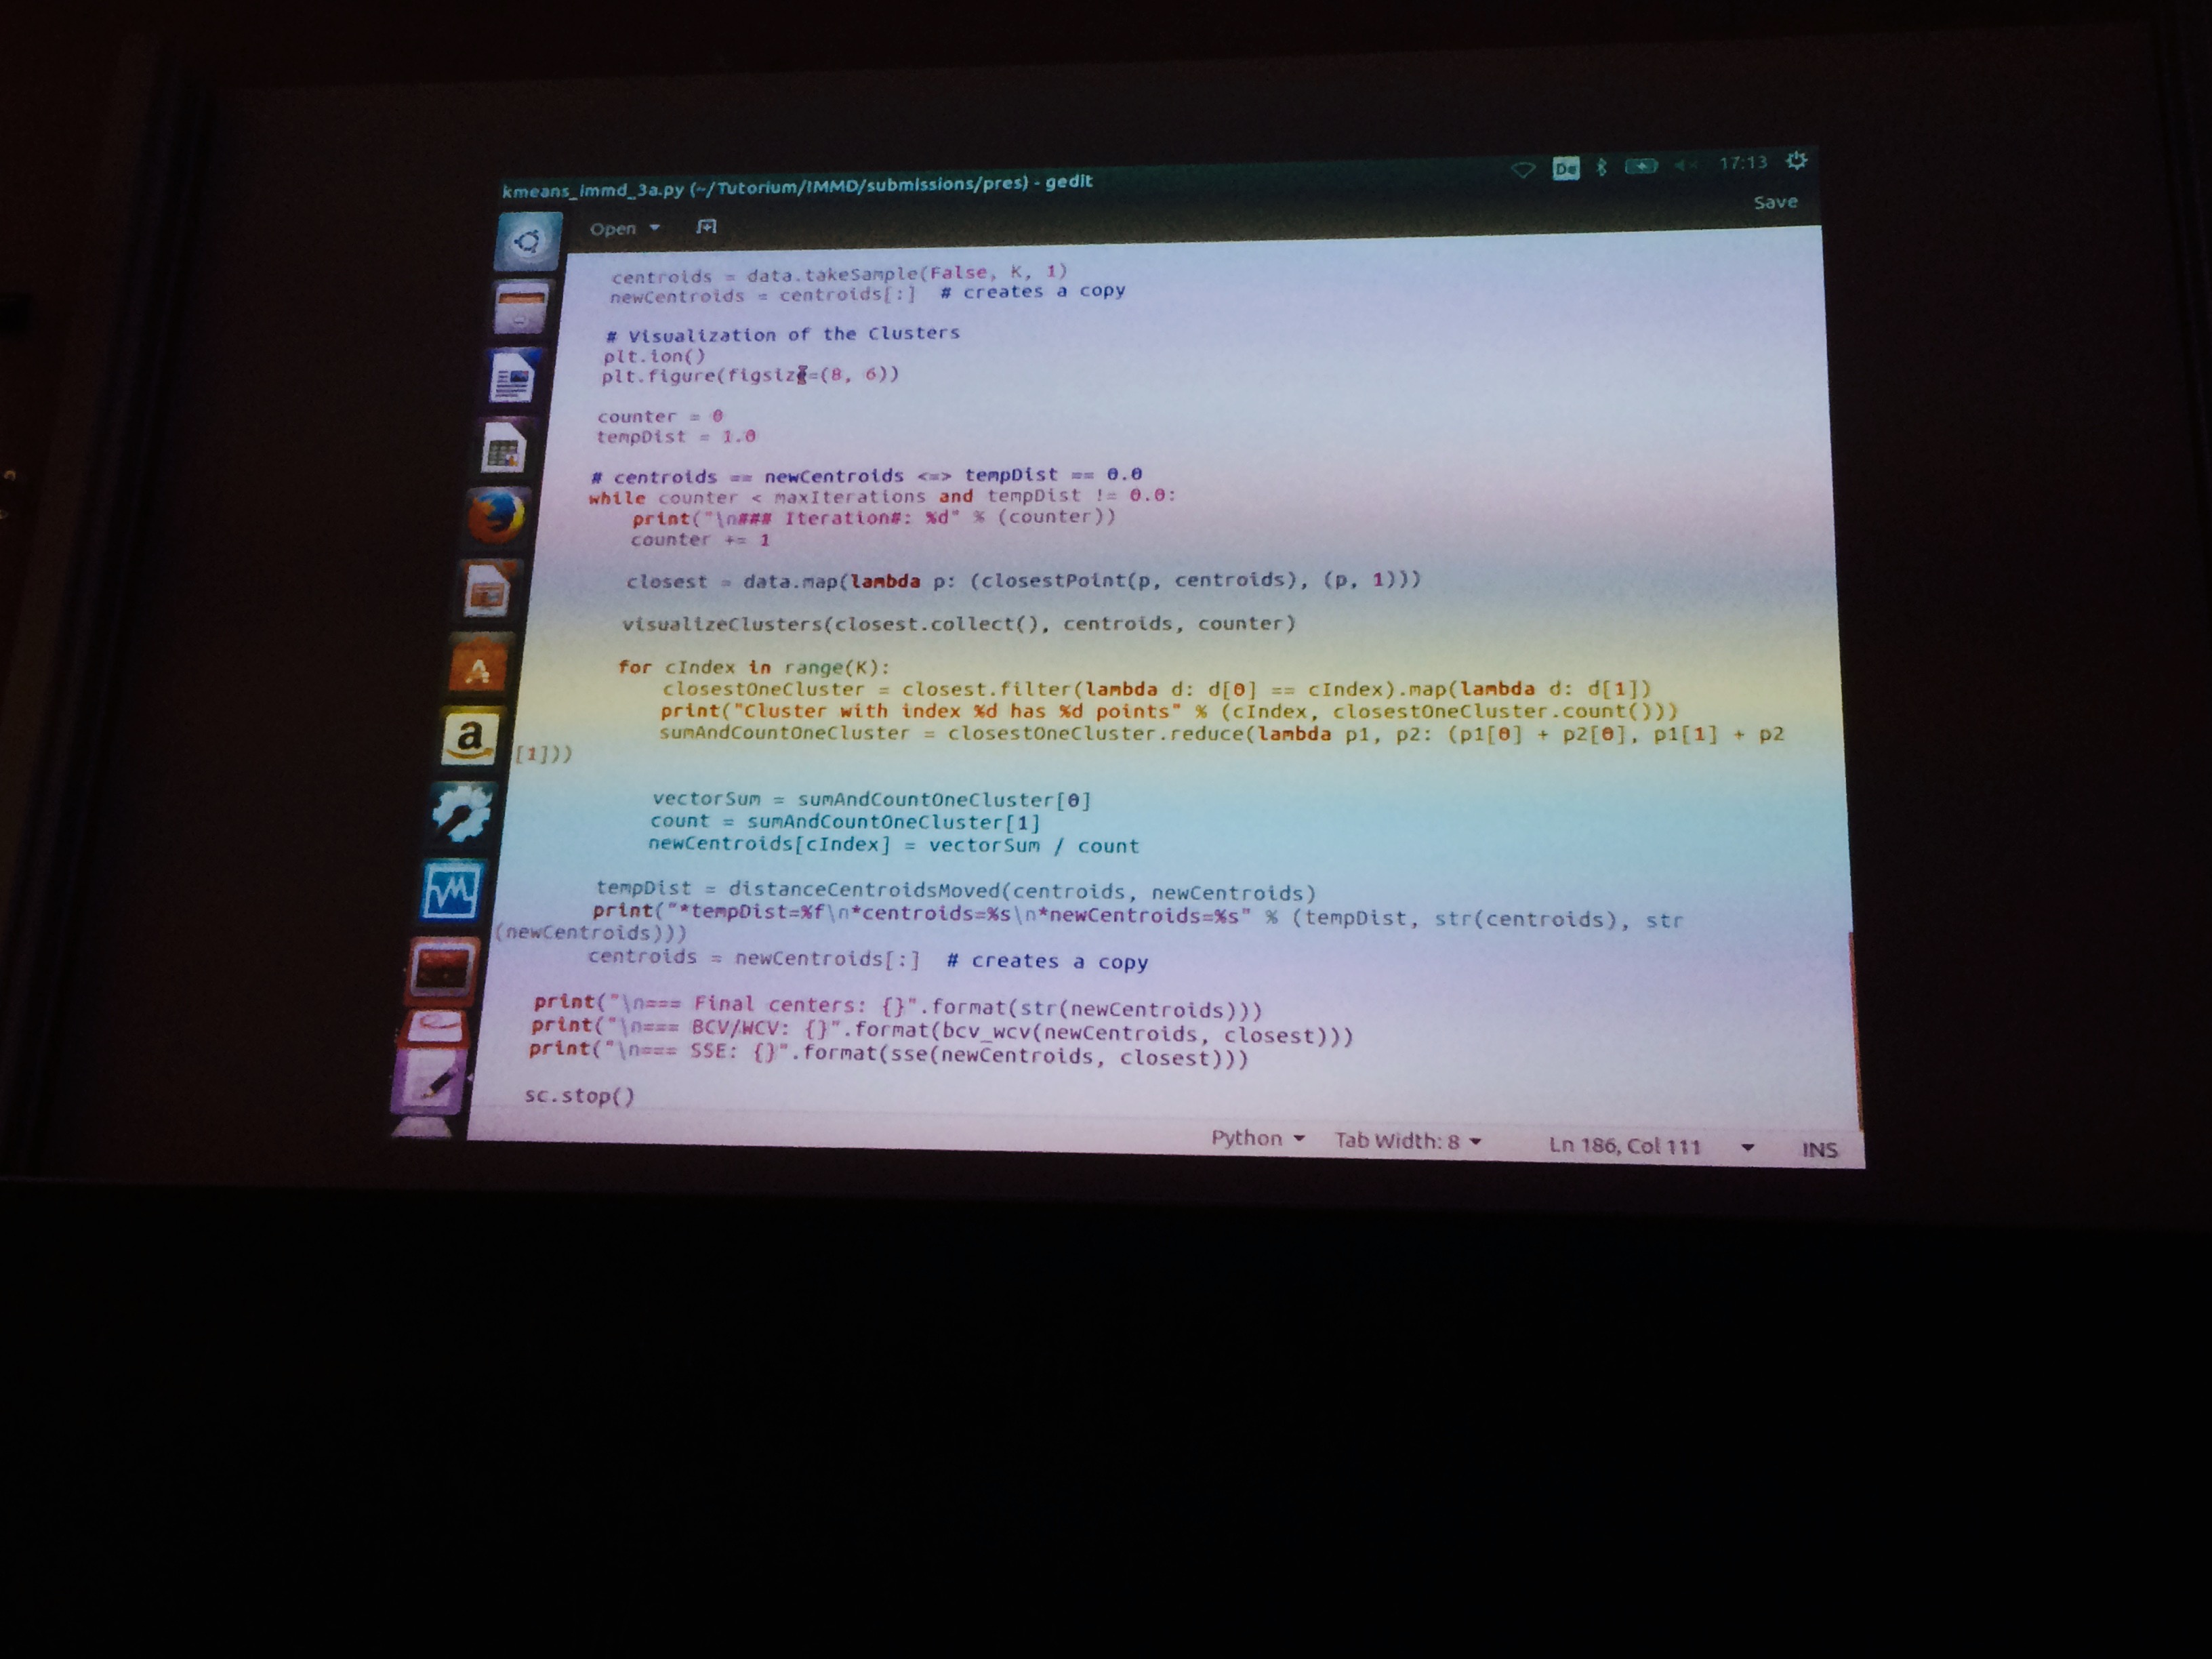 kmeans_immd_3a.py (~/Tutorium/IMMD/submissions/pres) - gedit
De 17:13
Open Save
centroids = data.takeSample(False, K, 1)
newCentroids = centroids[:]  # creates a copy
# Visualization of the Clusters
plt.ion()
plt.figure(figsize=(8, 6))
counter = 0
tempDist = 1.0
# centroids == newCentroids <=> tempDist == 0.0
while counter < maxIterations and tempDist != 0.0:
print("\n### Iteration#: %d" % (counter))
counter += 1
closest = data.map(lambda p: (closestPoint(p, centroids), (p, 1)))
visualizeClusters(closest.collect(), centroids, counter)
for cIndex in range(K):
closestOneCluster = closest.filter(lambda d: d[0] == cIndex).map(lambda d: d[1])
print("Cluster with index %d has %d points" % (cIndex, closestOneCluster.count()))
sumAndCountOneCluster = closestOneCluster.reduce(lambda p1, p2: (p1[0] + p2[0], p1[1] + p2
[1]))
vectorSum = sumAndCountOneCluster[0]
count = sumAndCountOneCluster[1]
newCentroids[cIndex] = vectorSum / count
tempDist = distanceCentroidsMoved(centroids, newCentroids)
print("*tempDist=%f\n*centroids=%s\n*newCentroids=%s" % (tempDist, str(centroids), str
(newCentroids)))
centroids = newCentroids[:]  # creates a copy
print("\n=== Final centers: {}".format(str(newCentroids)))
print("\n=== BCV/WCV: {}".format(bcv_wcv(newCentroids, closest)))
print("\n=== SSE: {}".format(sse(newCentroids, closest)))
sc.stop()
Python Tab Width: 8 Ln 186, Col 111 INS